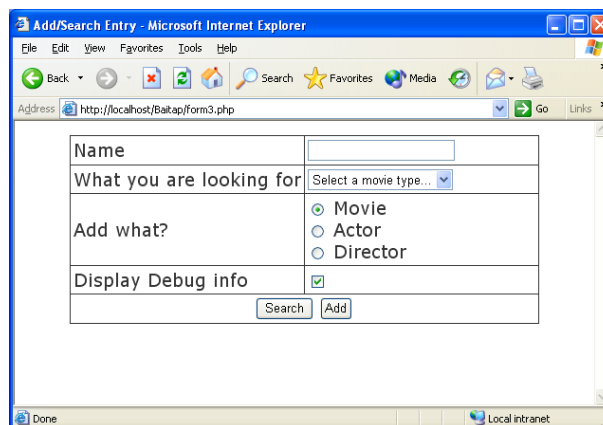 Add/Search Entry - Microsoft Internet Explorer
File Edit View Favorites Tools Help
Back Search Favorites Media
Address http://localhost/Baitap/form3.php Go Links
Name
What you are looking for Select a movie type...
Add what?
Movie
Actor
Director
Display Debug info
Search Add
Done Local intranet